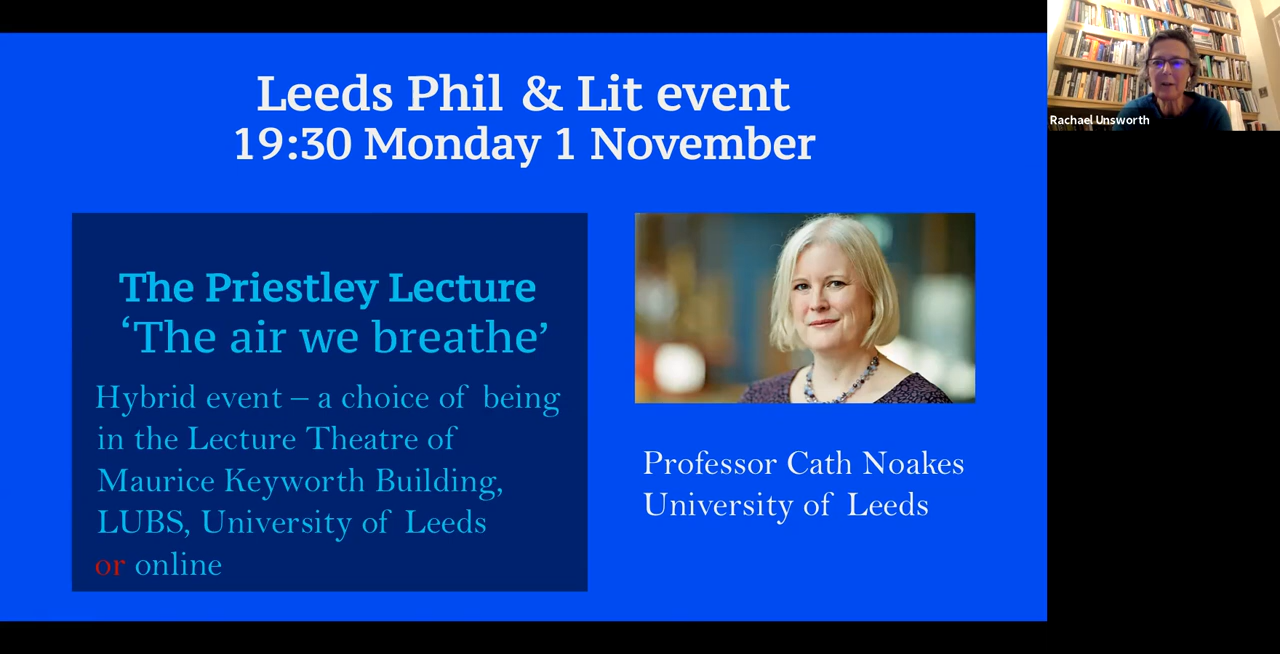 Leeds Phil & Lit event
19:30 Monday 1 November
The Priestley Lecture
‘The air we breathe’
Hybrid event – a choice of being
in the Lecture Theatre of
Maurice Keyworth Building,
LUBS, University of Leeds
or online
Professor Cath Noakes
University of Leeds
Rachael Unsworth